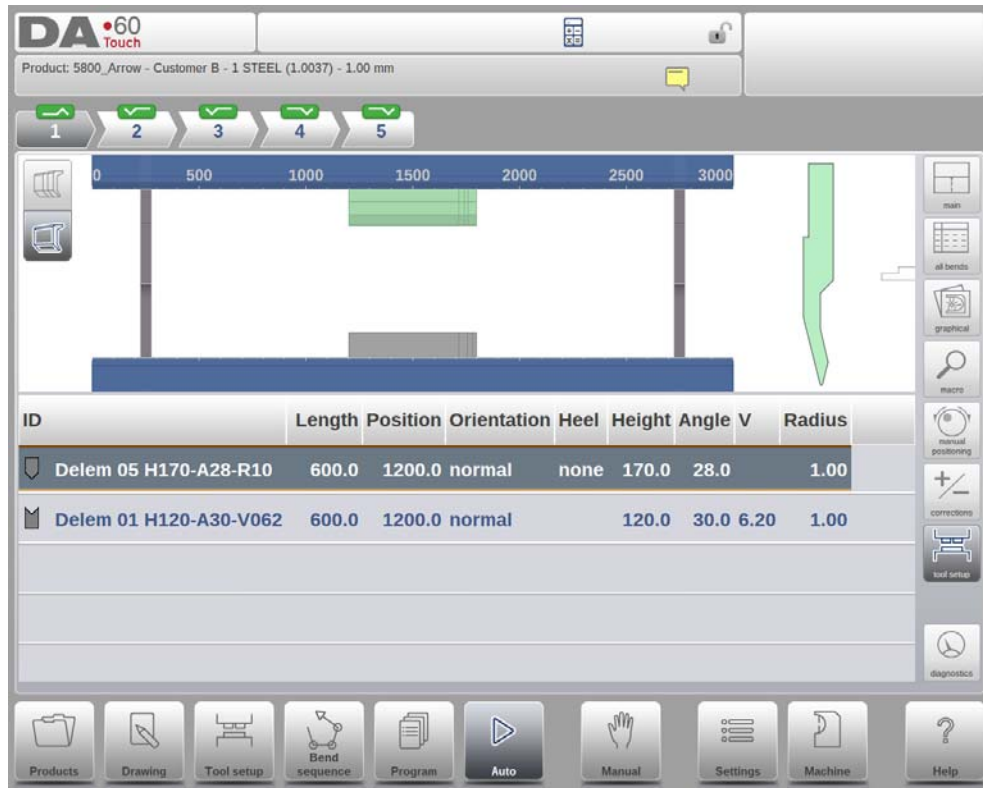 DA•60
Touch
Product: 5800_Arrow - Customer B - 1 STEEL (1.0037) - 1.00 mm
1 2 3 4 5
0 500 1000 1500 2000 2500 3000
main
all bends
graphical
macro
manual
positioning
corrections
tool setup
diagnostics
ID Length Position Orientation Heel Height Angle V Radius
Delem 05 H170-A28-R10 600.0 1200.0 normal none 170.0 28.0 1.00
Delem 01 H120-A30-V062 600.0 1200.0 normal 120.0 30.0 6.20 1.00
Products
Drawing
Tool setup
Bend
sequence
Program
Auto
Manual
Settings
Machine
Help